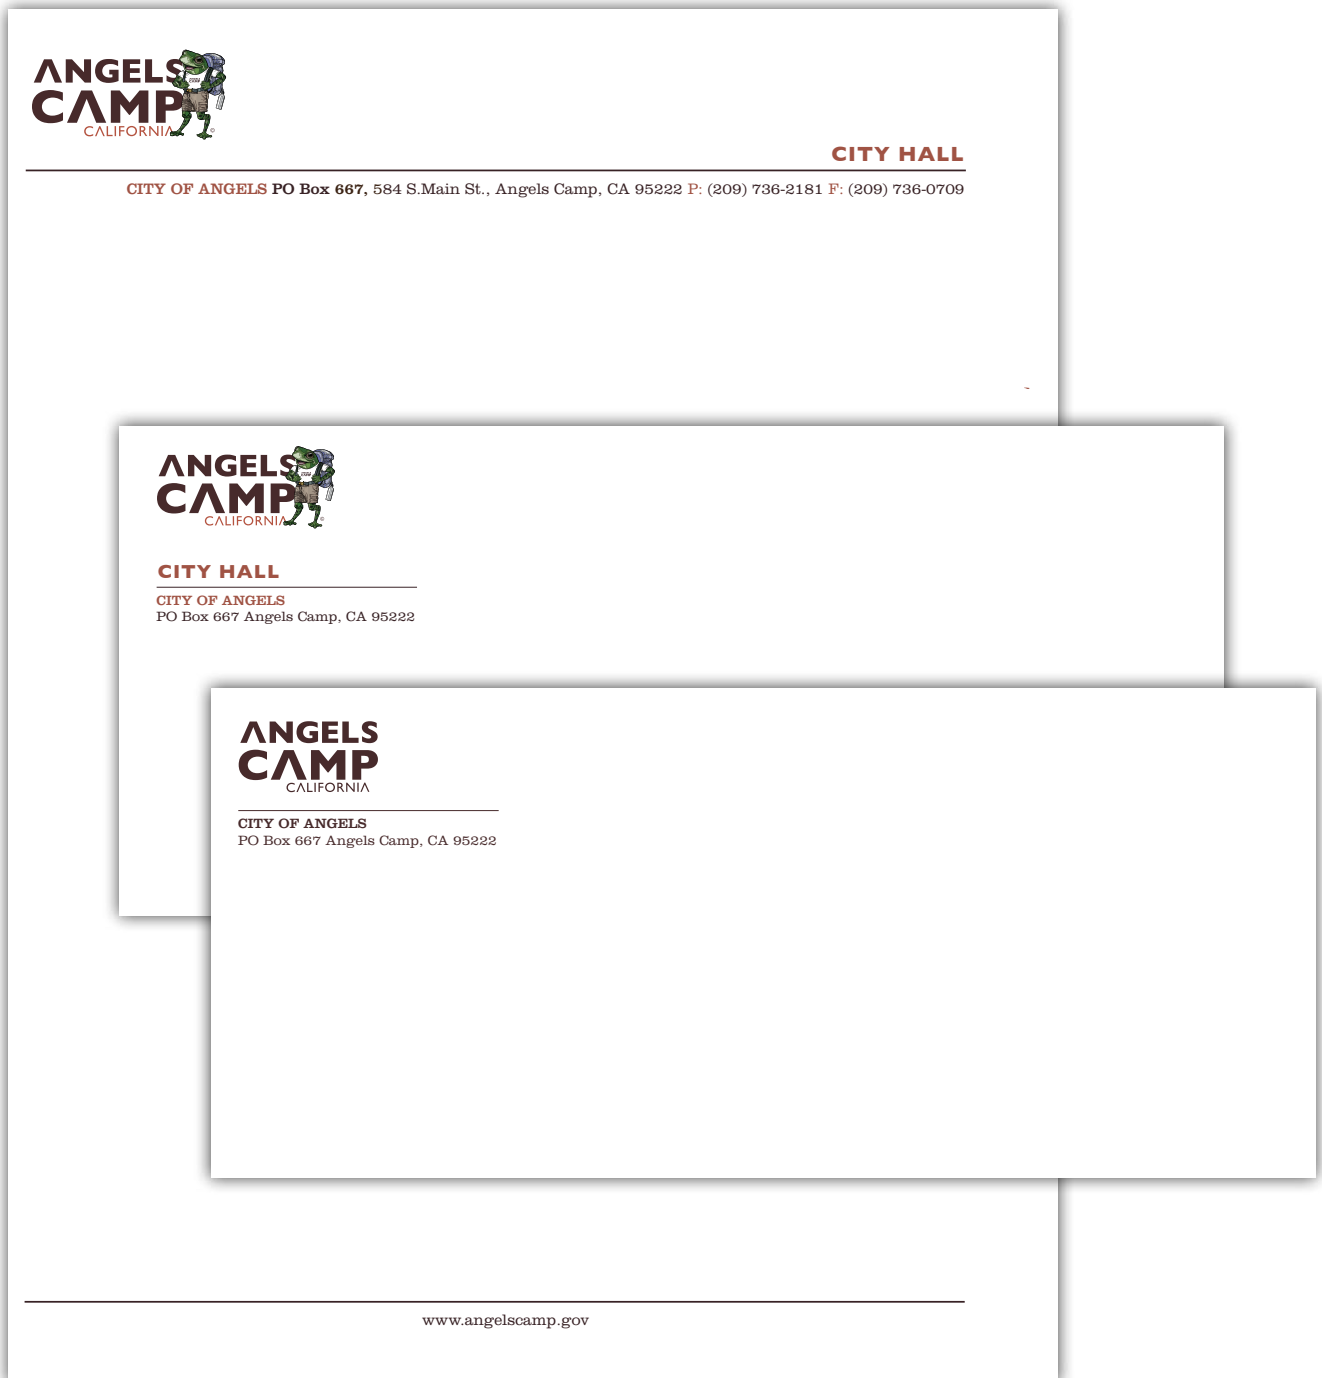 ANGELS
CAMP
CALIFORNIA
CITY HALL
CITY OF ANGELS PO Box 667, 584 S.Main St., Angels Camp, CA 95222 P: (209) 736-2181 F: (209) 736-0709
ANGELS
CAMP
CALIFORNIA
CITY HALL
CITY OF ANGELS
PO Box 667 Angels Camp, CA 95222
ANGELS
CAMP
CALIFORNIA
CITY OF ANGELS
PO Box 667 Angels Camp, CA 95222
www.angelscamp.gov